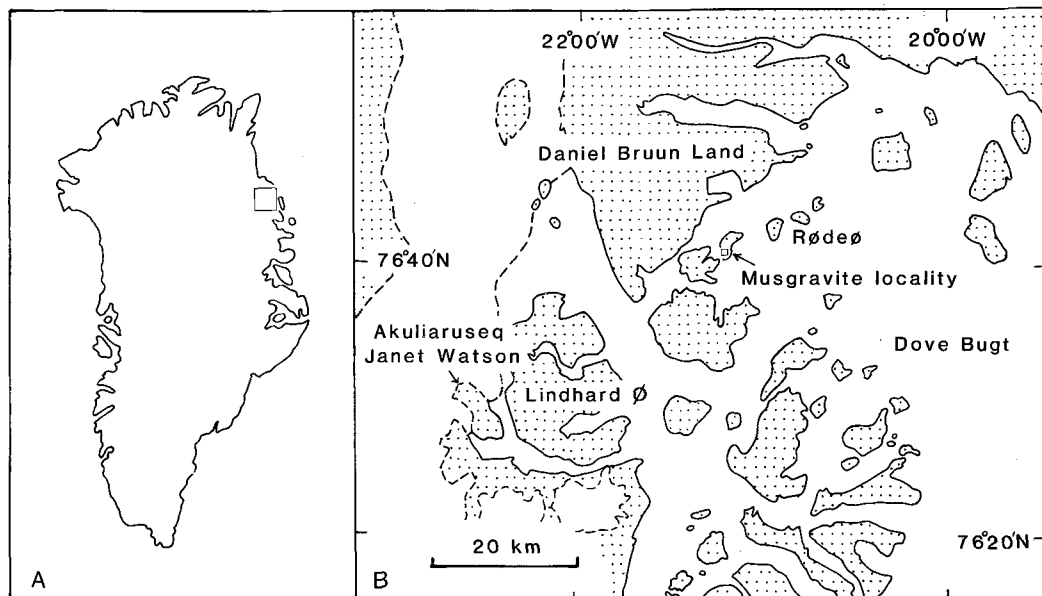 22°00′W
20°00′W
Daniel Bruun Land
Rødeø
76°40′N
Musgravite locality
Akuliaruseq
Janet Watson
Dove Bugt
Lindhard Ø
20 km
76°20′N
A
B